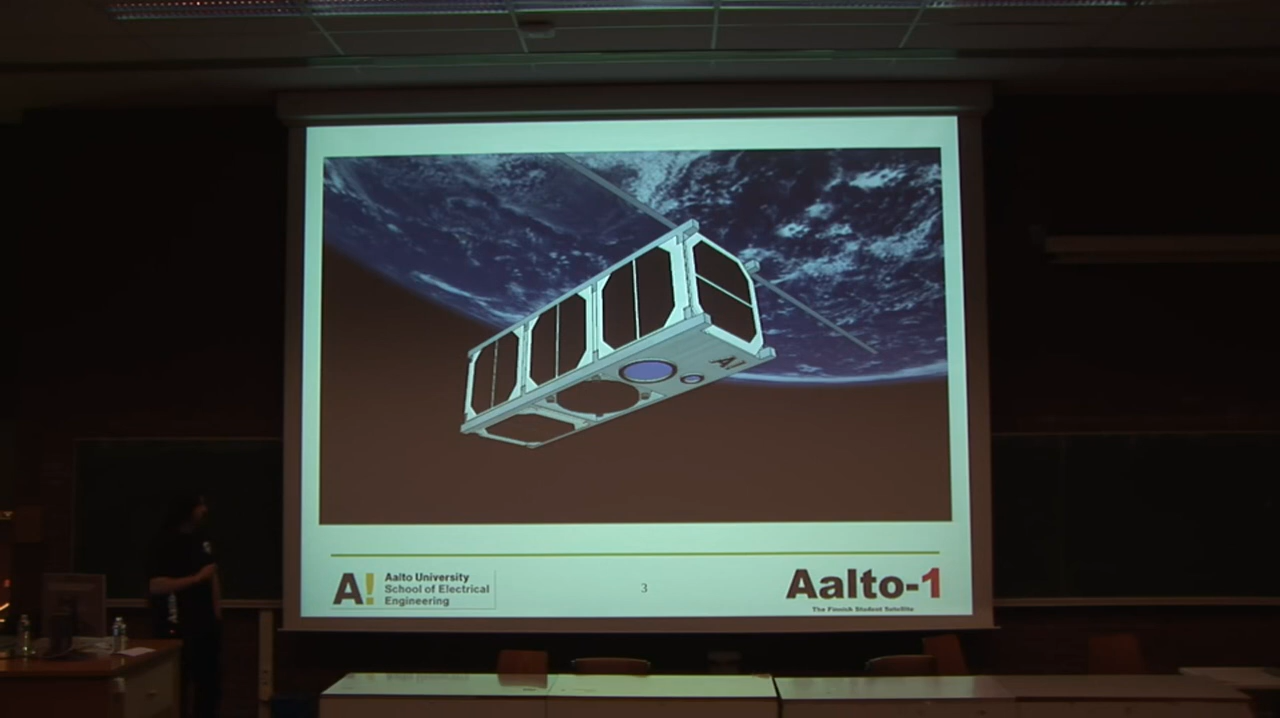 A!
A! Aalto University
School of Electrical
Engineering
3
Aalto-1
The Finnish Student Satellite